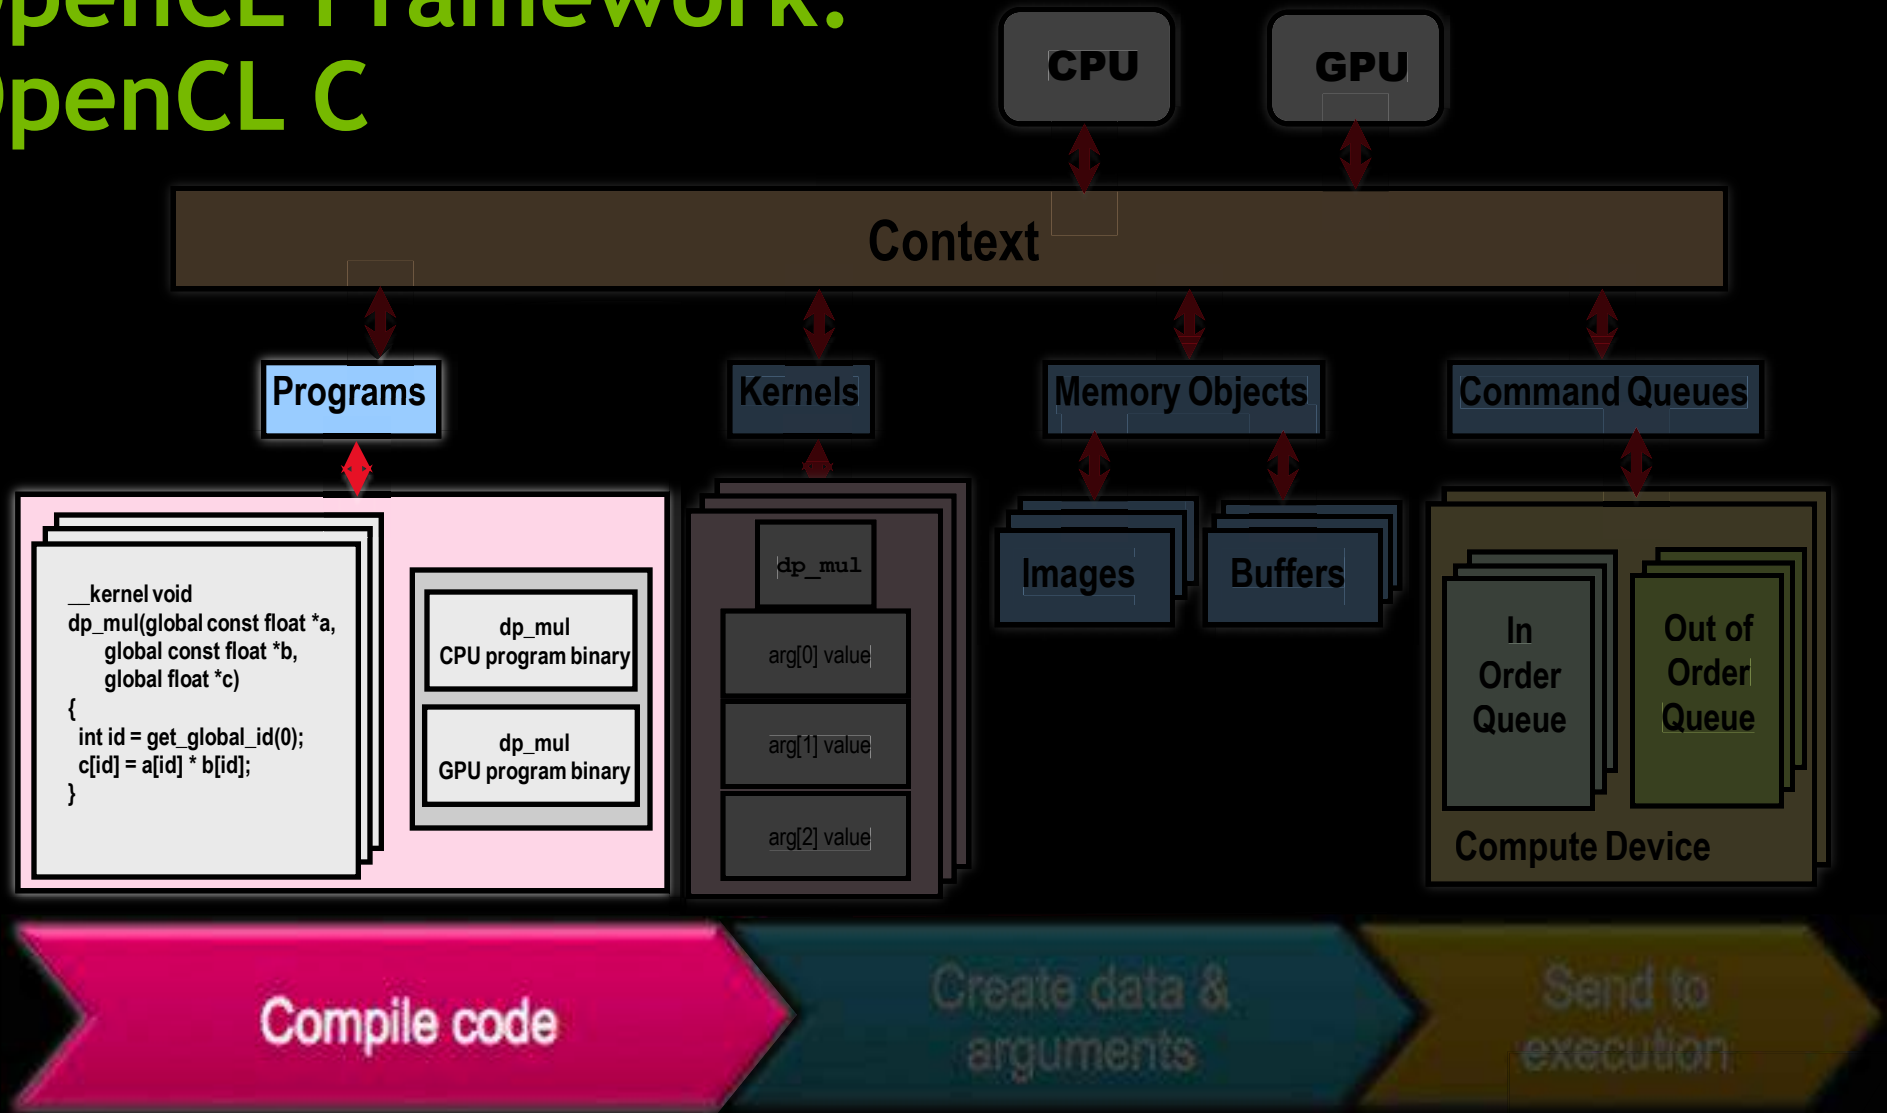 OpenCL Framework:
OpenCL C
CPU
GPU
Context
Programs
Kernels
Memory Objects
Command Queues
__kernel void
dp_mul(global const float *a,
global const float *b,
global float *c)
{
int id = get_global_id(0);
c[id] = a[id] * b[id];
}
dp_mul
CPU program binary
dp_mul
GPU program binary
dp_mul
arg[0] value
arg[1] value
arg[2] value
Images
Buffers
In
Order
Queue
Out of
Order
Queue
Compute Device
Compile code
Create data &
arguments
Send to
execution